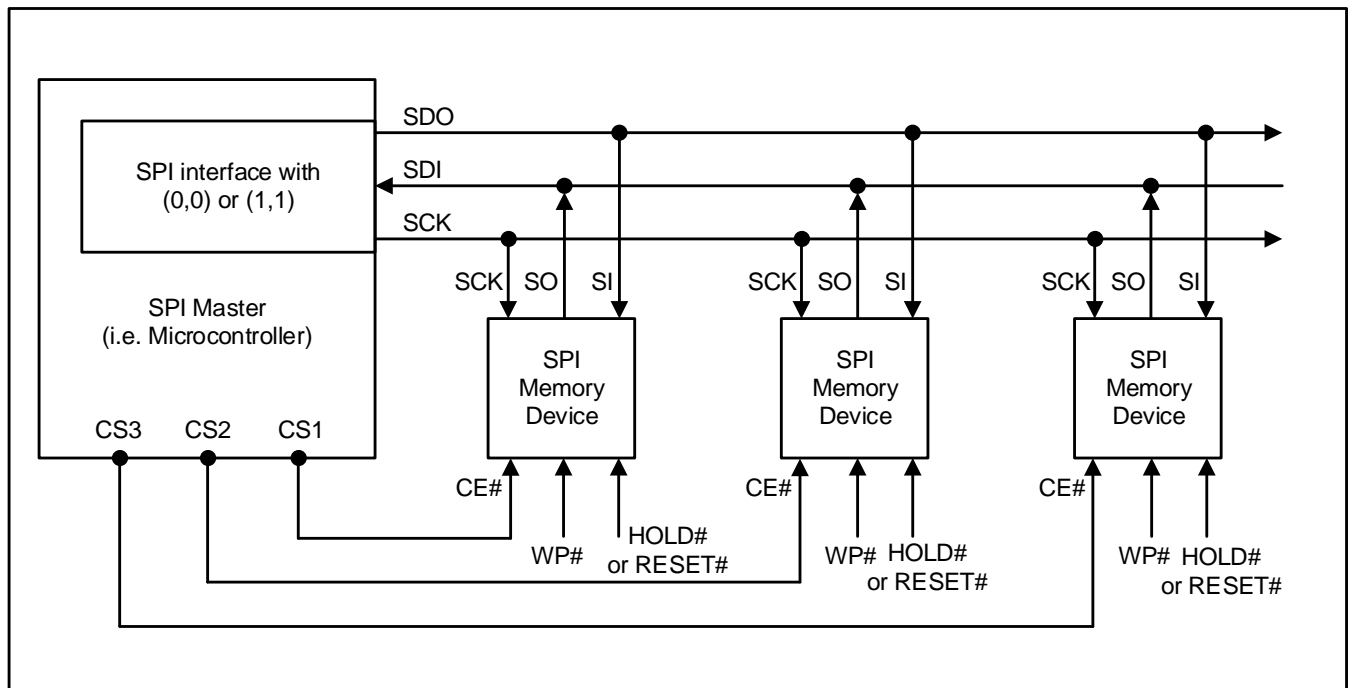 SDO
SPI interface with
(0,0) or (1,1)
SDI
SCK
SCK SO SI
SCK SO SI
SCK SO SI
SPI Master
(i.e. Microcontroller)
SPI
Memory
Device
SPI
Memory
Device
SPI
Memory
Device
CS3 CS2 CS1
CE#
WP#
HOLD#
or RESET#
CE#
WP#
HOLD#
or RESET#
CE#
WP#
HOLD#
or RESET#